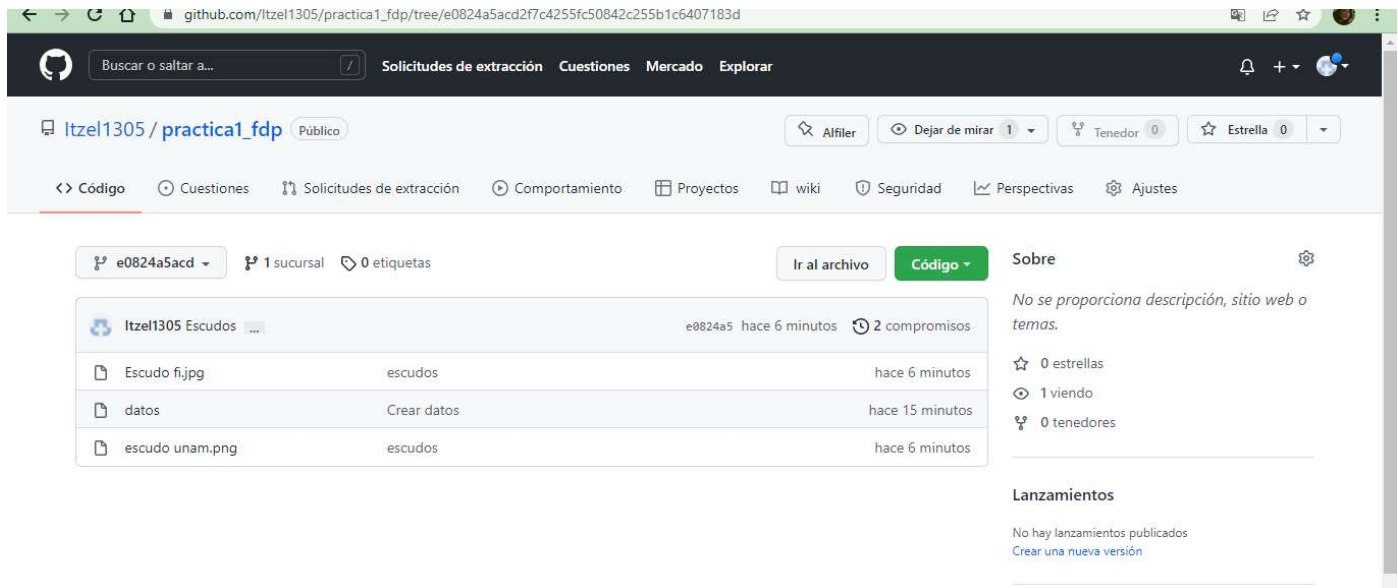 github.com/Itzel1305/practica1_fdp/tree/e0824a5acd2f7c4255fc50842c255b1c6407183d
Buscar o saltar a... / Solicitudes de extracción Cuestiones Mercado Explorar
Itzel1305 / practica1_fdp Público Alfiler Dejar de mirar 1 Tenedor 0 Estrella 0
<> Código Cuestiones Solicitudes de extracción Comportamiento Proyectos wiki Seguridad Perspectivas Ajustes
e0824a5acd 1 sucursal 0 etiquetas Ir al archivo Código
Itzel1305 Escudos ... e0824a5 hace 6 minutos 2 compromisos
Escudo fi.jpg escudos hace 6 minutos
datos Crear datos hace 15 minutos
escudo unam.png escudos hace 6 minutos
Sobre
No se proporciona descripción, sitio web o
temas.
0 estrellas
1 viendo
0 tenedores
Lanzamientos
No hay lanzamientos publicados
Crear una nueva versión